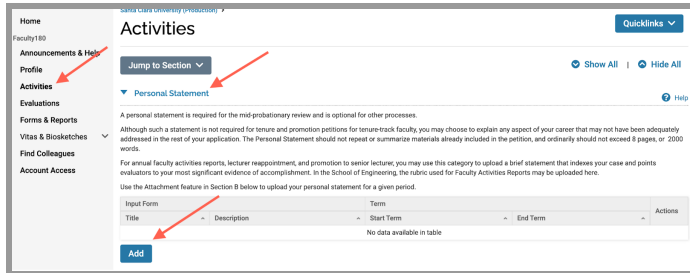 Santa Clara University (Production)
Home
Faculty180
Announcements & Help
Profile
Activities
Evaluations
Forms & Reports
Vitas & Biosketches
Find Colleagues
Account Access
Activities
Quicklinks
Jump to Section
Show All | Hide All
Personal Statement
Help
A personal statement is required for the mid-probationary review and is optional for other processes.
Although such a statement is not required for tenure and promotion petitions for tenure-track faculty, you may choose to explain any aspect of your career that may not have been adequately
addressed in the rest of your application. The Personal Statement should not repeat or summarize materials already included in the petition, and ordinarily should not exceed 8 pages, or 2000
words.
For annual faculty activities reports, lecturer reappointment, and promotion to senior lecturer, you may use this category to upload a brief statement that indexes your case and points
evaluators to your most significant evidence of accomplishment. In the School of Engineering, the rubric used for Faculty Activities Reports may be uploaded here.
Use the Attachment feature in Section B below to upload your personal statement for a given period.
Input Form Term Actions
Title Description Start Term End Term
No data available in table
Add